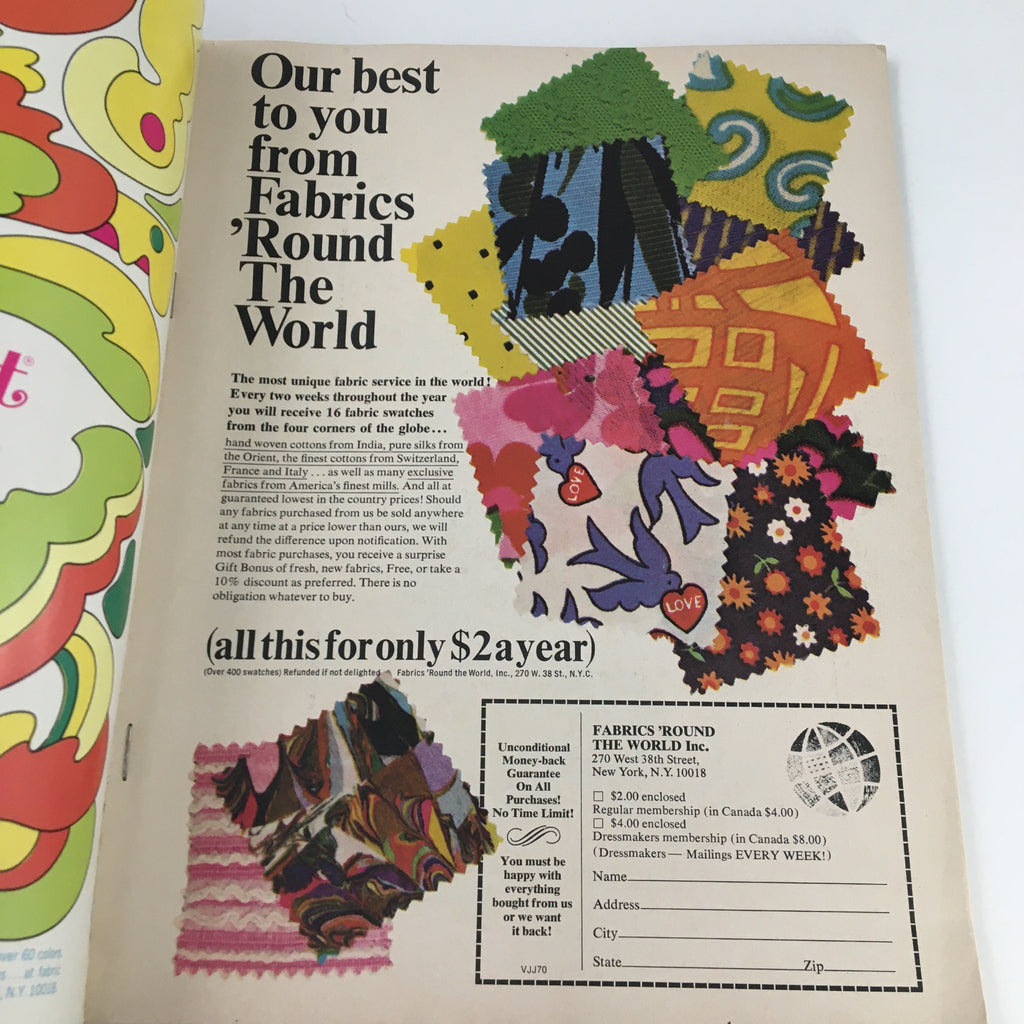 Our best
to you
from
Fabrics
'Round
The
World
The most unique fabric service in the world!
Every two weeks throughout the year
you will receive 16 fabric swatches
from the four corners of the globe...
hand woven cottons from India, pure silks from
the Orient, the finest cottons from Switzerland,
France and Italy . . . as well as many exclusive
fabrics from America's finest mills. And all at
guaranteed lowest in the country prices! Should
any fabrics purchased from us be sold anywhere
at any time at a price lower than ours, we will
refund the difference upon notification. With
most fabric purchases, you receive a surprise
Gift Bonus of fresh, new fabrics, Free, or take a
10% discount as preferred. There is no
obligation whatever to buy.
(all this for only $2 a year)
(Over 400 swatches) Refunded if not delighted Fabrics 'Round the World, Inc., 270 W. 38 St., N.Y.C.
LOVE
LOVE
Unconditional
Money-back
Guarantee
On All
Purchases!
No Time Limit!
You must be
happy with
everything
bought from us
or we want
it back!
VJJ70
FABRICS 'ROUND
THE WORLD Inc.
270 West 38th Street,
New York, N.Y. 10018
$2.00 enclosed
Regular membership (in Canada $4.00)
$4.00 enclosed
Dressmakers membership (in Canada $8.00)
(Dressmakers — Mailings EVERY WEEK!)
Name
Address
City
State Zip
t®
over 60 colors
at fabric
N.Y. 10018